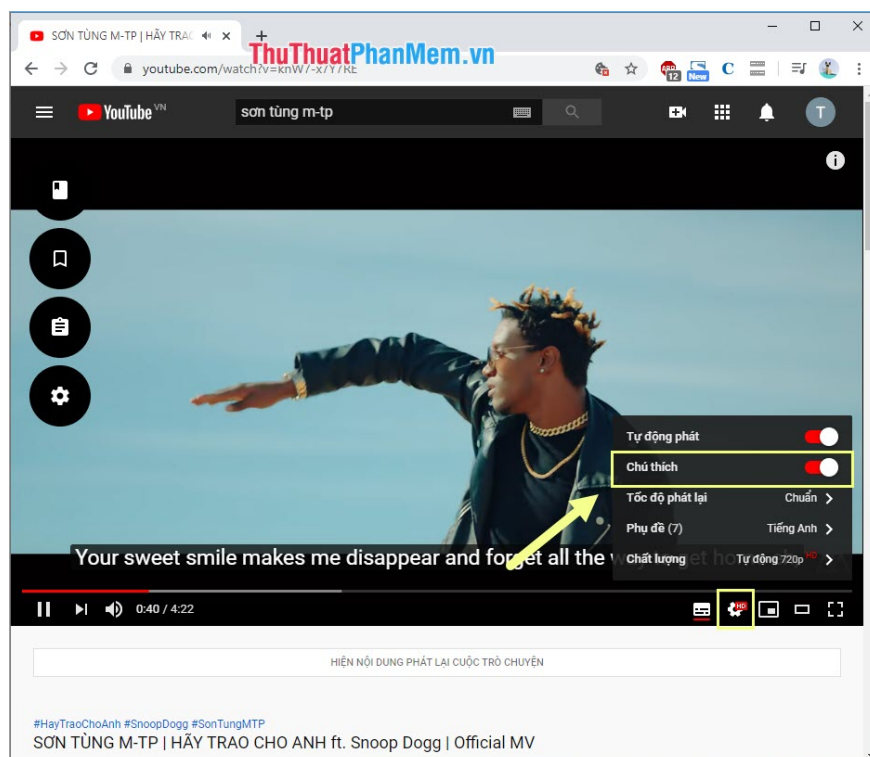 SƠN TÙNG M-TP | HÃY TRAO
ThuThuatPhanMem.vn
youtube.com/watch?v=knW7-x7Y7RE
12
New
YouTube VN
sơn tùng m-tp
T
Tự động phát
Chú thích
Tốc độ phát lại Chuẩn
Phụ đề (7) Tiếng Anh
Chất lượng Tự động 720p HD
Your sweet smile makes me disappear and forget all the
0:40 / 4:22
HD
HIỆN NỘI DUNG PHÁT LẠI CUỘC TRÒ CHUYỆN
#HayTraoChoAnh #SnoopDogg #SonTungMTP
SƠN TÙNG M-TP | HÃY TRAO CHO ANH ft. Snoop Dogg | Official MV